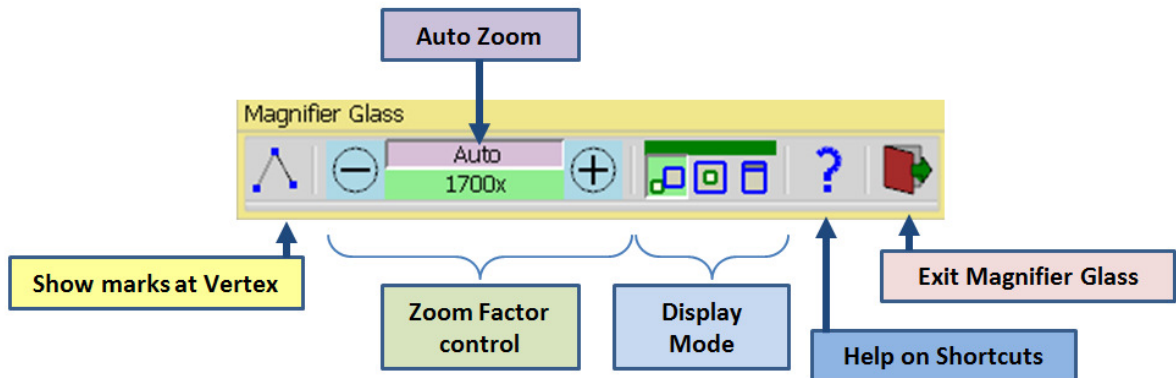 Auto Zoom
Magnifier Glass
Auto
1700x
?
Show marks at Vertex
Zoom Factor
control
Display
Mode
Help on Shortcuts
Exit Magnifier Glass